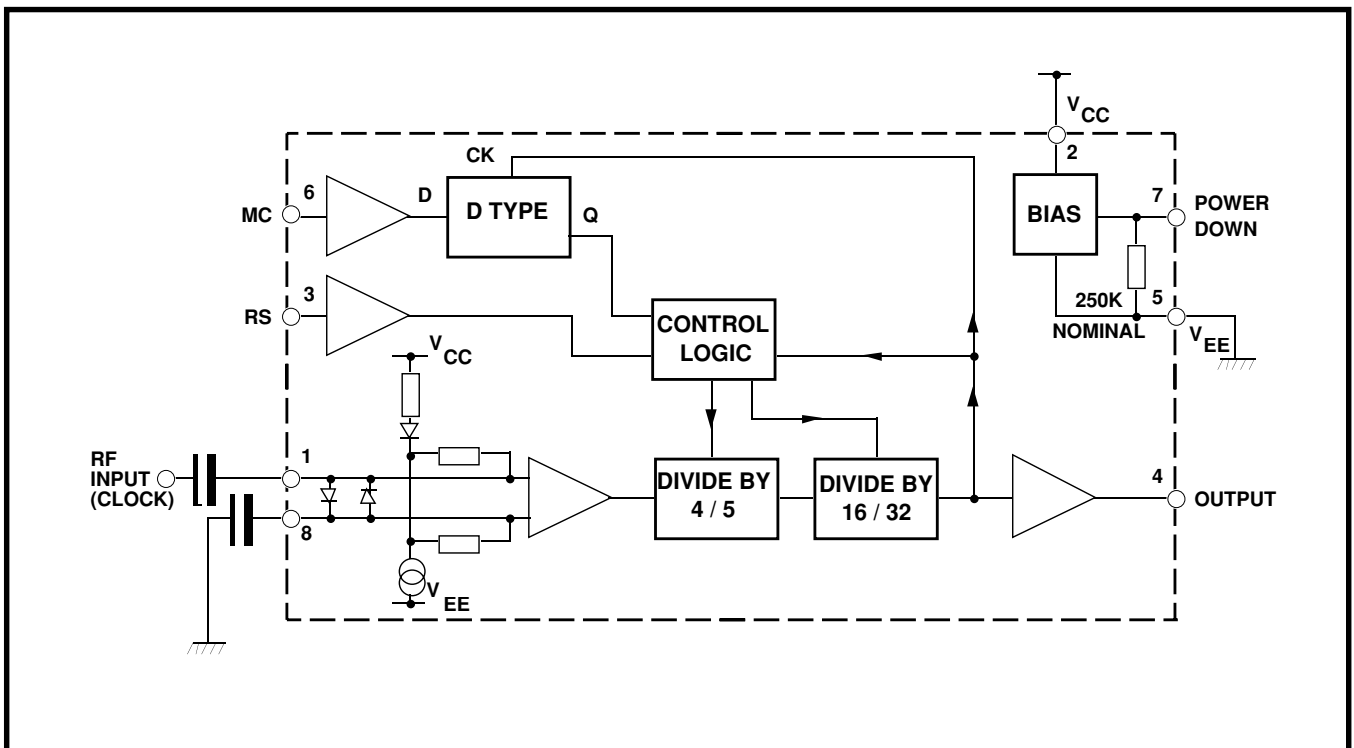 V CC
2
CK
6
D
7
MC
D TYPE
Q
BIAS
POWER
DOWN
3
RS
250K
5
NOMINAL
V EE
CONTROL
LOGIC
V CC
RF
INPUT
(CLOCK)
1
8
DIVIDE BY
4 / 5
DIVIDE BY
16 / 32
4
OUTPUT
V EE